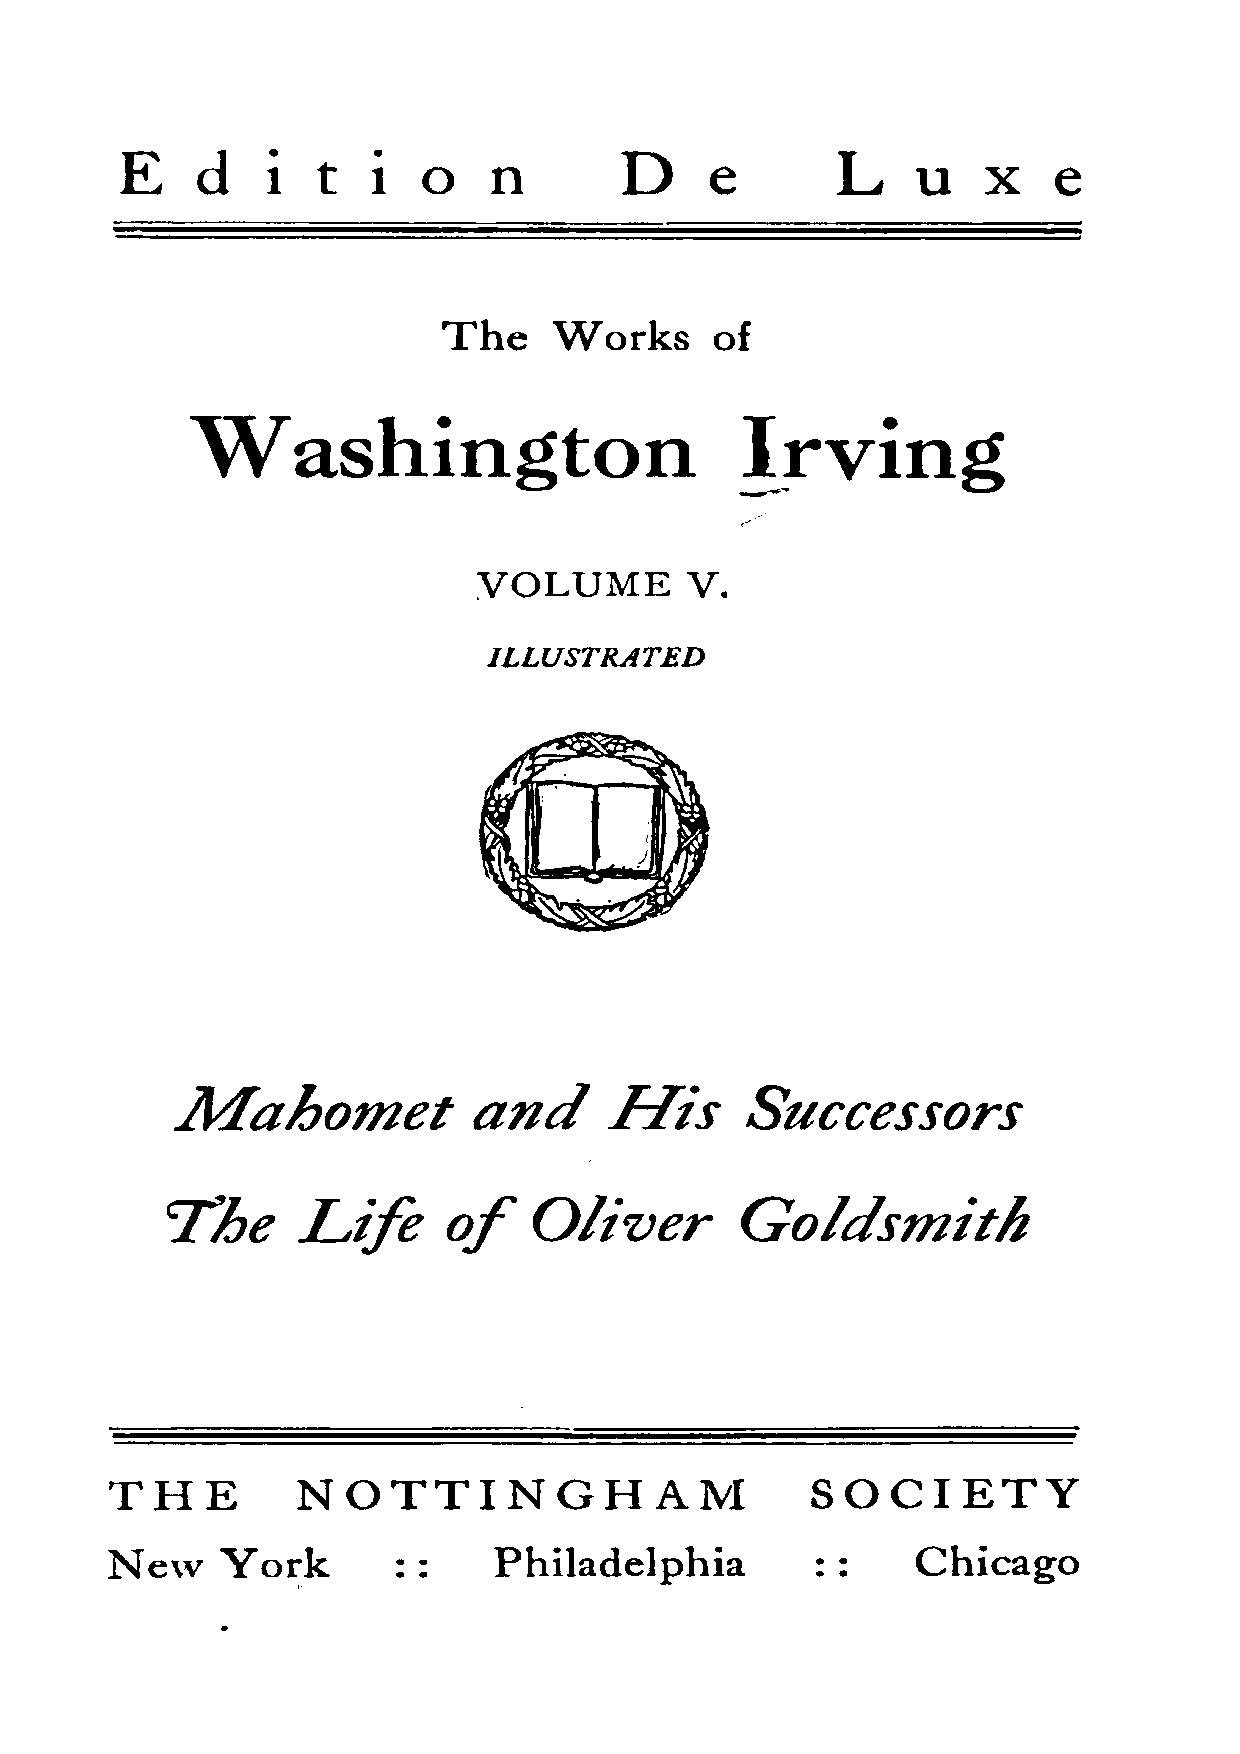 Edition De Luxe
The Works of
Washington Irving
VOLUME V.
ILLUSTRATED
Mahomet and His Successors
The Life of Oliver Goldsmith
THE NOTTINGHAM SOCIETY
New York :: Philadelphia :: Chicago